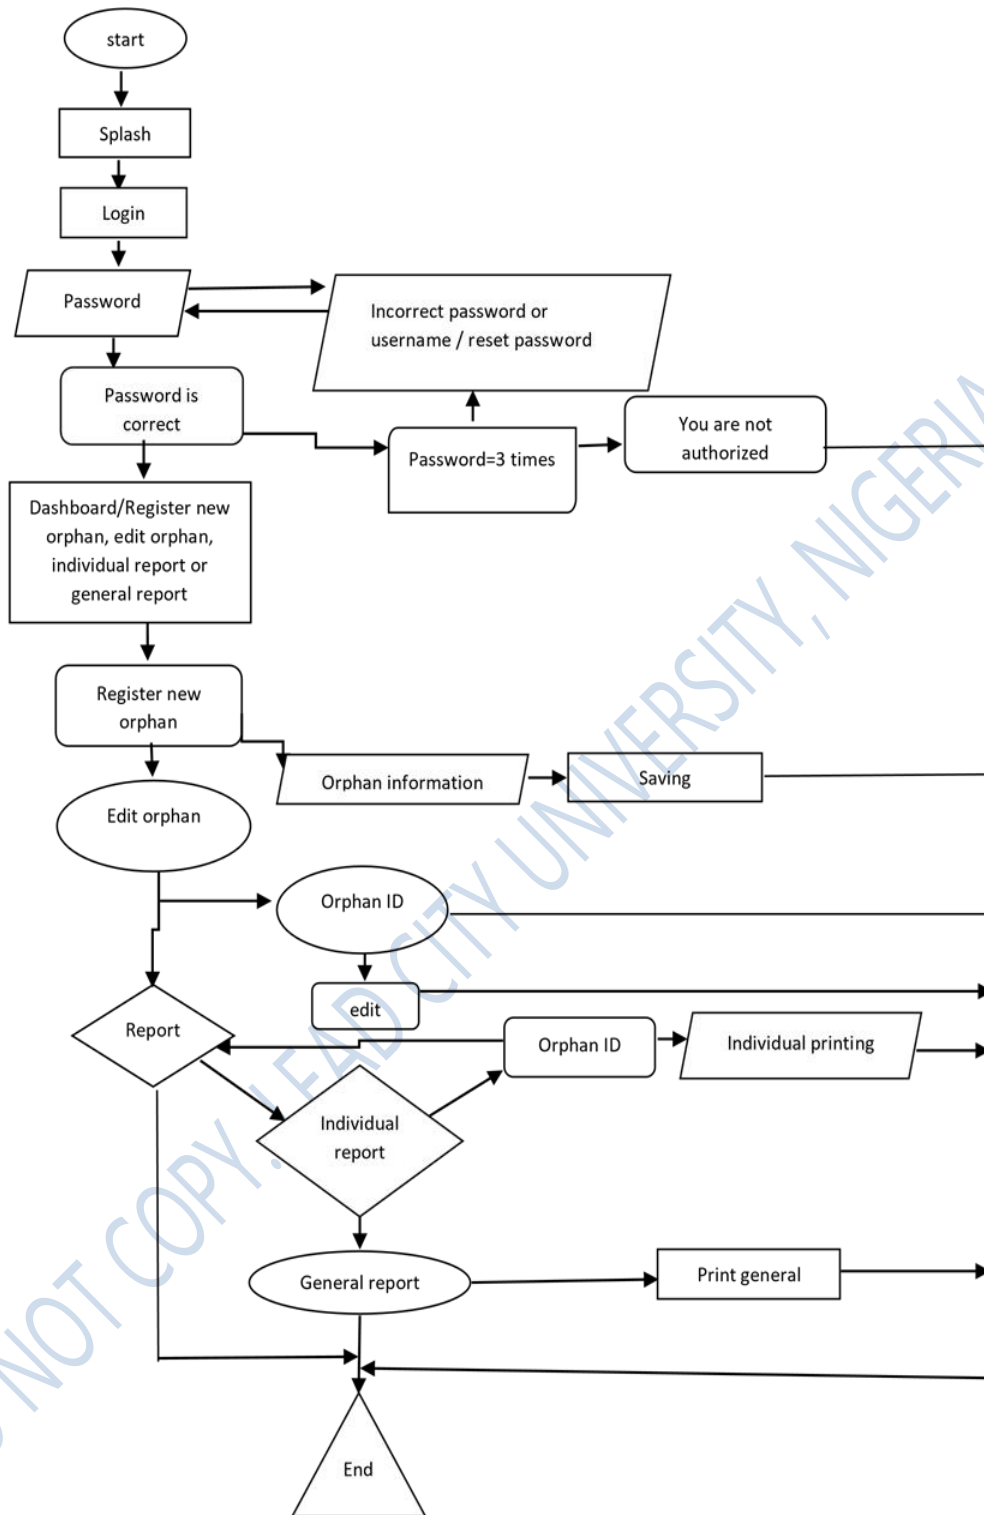 start
Splash
Login
Password
Incorrect password or
username / reset password
Password is
correct
Password=3 times
You are not
authorized
Dashboard/Register new
orphan, edit orphan,
individual report or
general report
Register new
orphan
Orphan information
Saving
Edit orphan
Orphan ID
edit
Report
Orphan ID
Individual printing
Individual
report
General report
Print general
End
NOT COPY. LEAD CITY UNIVERSITY, NIGERIA